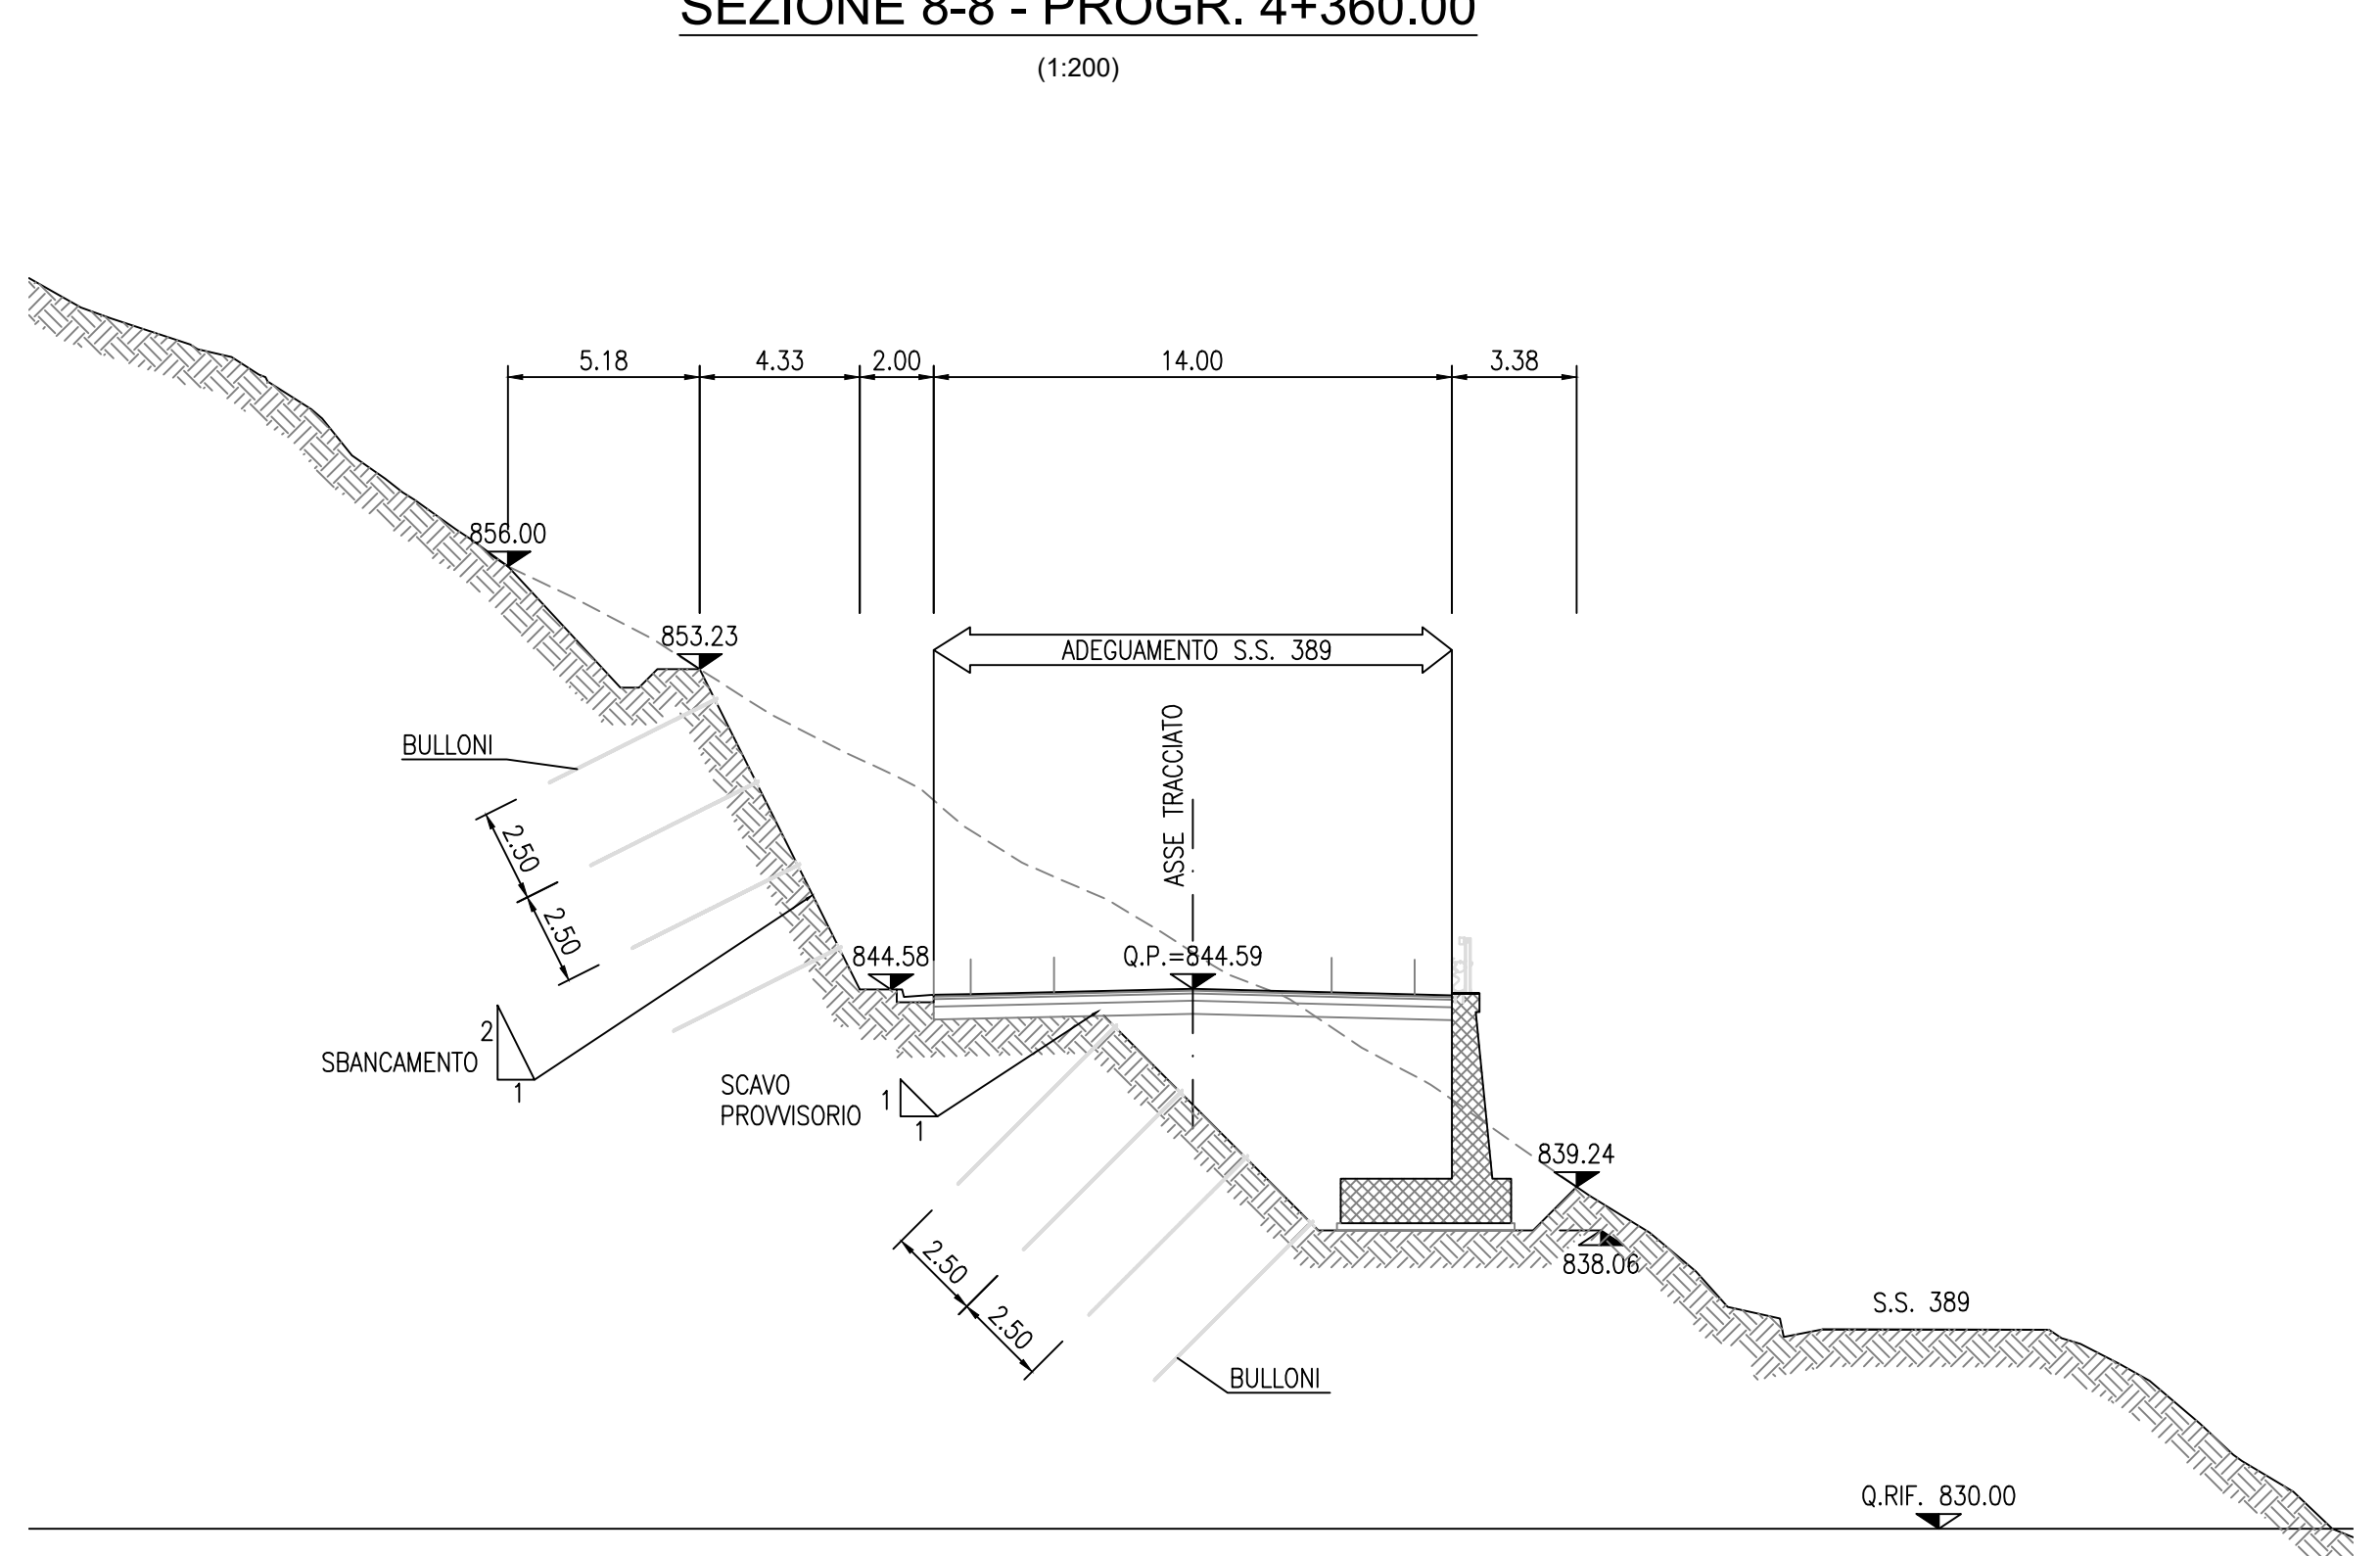 SEZIONE 8-8 - PROGR. 4+360.00
(1:200)
5.18
4.33
2.00
14.00
3.38
856.00
853.23
ADEGUAMENTO S.S. 389
ASSE TRACCIATO
BULLONI
2.50
2.50
844.58
Q.P.=844.59
SBANCAMENTO
2
1
SCAVO
PROVVISORIO
1
1
839.24
838.06
2.50
2.50
BULLONI
S.S. 389
Q.RIF. 830.00